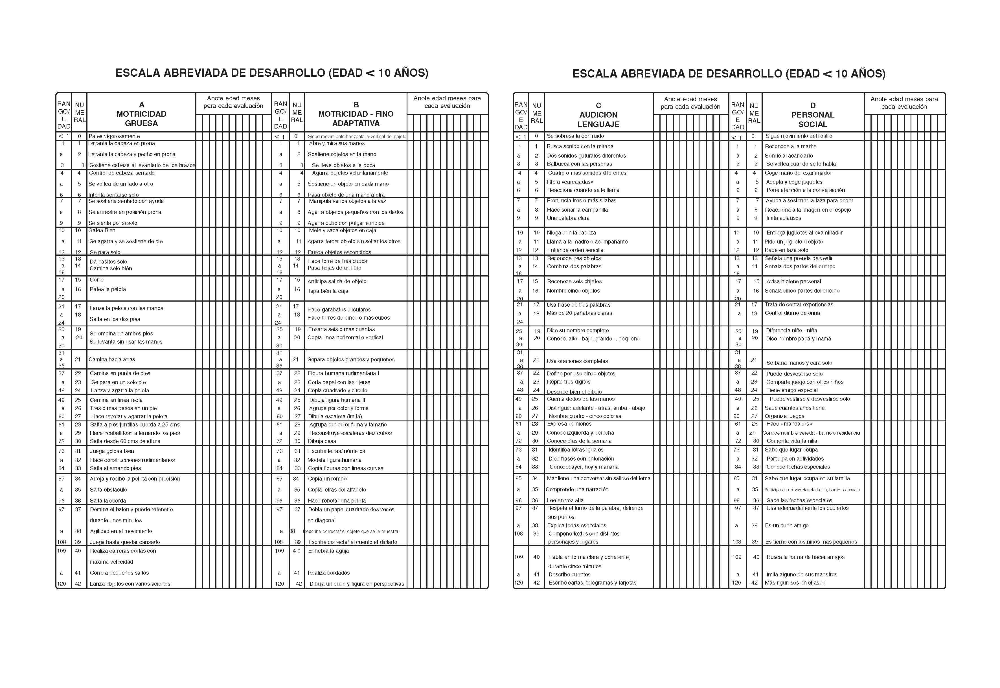 ESCALA ABREVIADA DE DESARROLLO (EDAD < 10 AÑOS)
RAN GO/ E DAD
NU ME RAL
A MOTRICIDAD GRUESA
Anote edad meses para cada evaluación
RAN GO/ E DAD
NU ME RAL
B MOTRICIDAD - FINO ADAPTATIVA
Anote edad meses para cada evaluación
< 1 0 Patea vigorosamente < 1 0 Sigue movimiento horizontal y vertical del objeto
1 1 Levanta la cabeza en prona 1 1 Abre y mira sus manos
a 2 Levanta la cabeza y pecho en prona a 2 Sostiene objetos en la mano
3 3 Sostiene cabeza al levantarlo de los brazos 3 3 Se lleva objetos a la boca
4 4 Control de cabeza sentado 4 4 Agarra objetos voluntariamente
a 5 Se voltea de un lado a otro a 5 Sostiene un objeto en cada mano
6 6 Intenta sentarse solo 6 6 Pasa objeto de una mano a otra
7 7 Se sostiene sentado con ayuda 7 7 Manipula varios objetos a la vez
a 8 Se arrrastra en posición prona a 8 Agarra objetos pequeños con los dedos
9 9 Se sienta por si solo 9 9 Agarra cubo con pulgar e indice
10 10 Gatea Bien 10 10 Mete y saca objetos en caja
a 11 Se agarra y se sostiene de pie a 11 Agarra tercer objeto sin soltar los otros
12 12 Se para solo 12 12 Busca objetos escondidos
13 13 Da pasitos solo 13 13 Hace torre de tres cubos
a 14 Camina solo bién a 14 Pasa hojas de un libro
16 16
17 15 Corre 17 15 Anticipa salida de objeto
a 16 Patea la pelota a 16 Tapa bién la caja
20 20
21 17 Lanza la pelota con las manos 21 17 Hace garabatos circulares
a 18 Salta en los dos pies a 18 Hace torres de cinco o más cubos
24 24
25 19 Se empina en ambos pies 25 19 Ensarta seis o mas cuentas
a 20 Se levanta sin usar las manos a 20 Copia linea horizontal o vertical
30 30
31 31
a 21 Camina hacia atras a 21 Separa objetos grandes y pequeños
36 36
37 22 Camina en punta de pies 37 22 Figura humana rudimentaria I
a 23 Se para en un solo pie a 23 Corta papel con las tijeras
48 24 Lanza y agarra la pelota 48 24 Copia cuadrado y circulo
49 25 Camina en linea recta 49 25 Dibuja figura humana II
a 26 Tres o mas pasos en un pie a 26 Agrupa por color y forma
60 27 Hace revotar y agarrar la pelota 60 27 Dibuja escalera (imita)
61 28 Salta a pies juntillas cuerda a 25 cms 61 28 Agrupa por color foma y tamaño
a 29 Hace «caballitos» alternando los pies a 29 Reconstruye escaleras diez cubos
72 30 Salta desde 60 cms de altura 72 30 Dibuja casa
73 31 Juega golosa bien 73 31 Escribe letras/ números
a 32 Hace construcciones rudimentarios a 32 Modela figura humana
84 33 Salta alternando pies 84 33 Copia figuras con lineas curvas
85 34 Arroja y recibe la pelota con precisión 85 34 Copia un rombo
a 35 Salta obstaculo a 35 Copia letras del alfabeto
96 36 Salta la cuerda 96 36 Hace rebotar una pelota
97 37 Domina el balon y puede retenerlo 97 37 Dobla un papel cuadrado dos veces
durante unos minutos en diagonal
a 38 Agilidad en el movimiento a 38 Describe correcta/ el objeto que se le muestra
108 39 Juega hasta quedar cansado 108 39 Escribe correcta/ el cuento al dictarlo
109 40 Realiza carreras cortas con 109 4 0 Enhebra la aguja
maxima velocidad
a 41 Corre a pequeños saltos a 41 Realiza bordados
120 42 Lanza objetos con varios aciertos 120 42 Dibuja un cubo y figura en perspectivas
ESCALA ABREVIADA DE DESARROLLO (EDAD < 10 AÑOS)
RAN GO/ E DAD
NU ME RAL
C AUDICION LENGUAJE
Anote edad meses para cada evaluación
RAN GO/ E DAD
NU ME RAL
D PERSONAL SOCIAL
Anote edad meses para cada evaluación
< 1 0 Se sobresalta con ruido < 1 0 Sigue movimiento del rostro
1 1 Busca sonido con la mirada 1 1 Reconoce a la madre
a 2 Dos sonidos guturales diferentes a 2 Sonríe al acariciarlo
3 3 Balbucea con las personas 3 3 Se voltea cuando se le habla
4 4 Cuatro o mas sonidos diferentes 4 4 Coge mano del examinador
a 5 Ríe a «carcajadas» a 5 Acepta y coge juguetes
6 6 Reacciona cuando se le llama 6 6 Pone atención a la conversación
7 7 Pronuncia tres o más silabas 7 7 Ayuda a sostener la taza para beber
a 8 Hace sonar la campanilla a 8 Reacciona a la imagen en el espejo
9 9 Una palabra clara 9 9 Imita aplausos
10 10 Niega con la cabeza 10 10 Entrega juguetes al examinador
a 11 Llama a la madre o acompañante a 11 Pide un juguete u objeto
12 12 Entiende orden sencilla 12 12 Bebe en taza solo
13 13 Reconoce tres objetos 13 13 Señala una prenda de vestir
a 14 Combina dos palabras a 14 Señala dos partes del cuerpo
16 16
17 15 Reconoce seis objetos 17 15 Avisa higiene personal
a 16 Nombre cinco objetos a 16 Señala cinco partes del cuerpo
20 20
21 17 Usa frase de tres palabras 21 17 Trata de contar experiencias
a 18 Más de 20 pañabras claras a 18 Control diurno de orina
24
25 19 Dice su nombre completo 25 19 Diferencia niño - niña
a 20 Conoce: alto - bajo, grande -. pequeño a 20 Dice nombre papá y mamá
30 30
31 31
a 21 Usa oraciones completas a 21 Se baña manos y cara solo
36 36
37 22 Define por uso cinco objetos 37 22 Puede desvestirse solo
a 23 Repite tres digitos a 23 Comparte juego con otros niños
48 24 Describe bien el dibujo 48 24 Tiene amigo especial
49 25 Cuenta dedos de las manos 49 25 Puede vestirse y desvestirse solo
a 26 Distingue: adelante - atras, arriba - abajo a 26 Sabe cuantos años tiene
60 27 Nombra cuatro - cinco colores 60 27 Organiza juegos
61 28 Expresa opiniones 61 28 Hace «mandados»
a 29 Conoce izquierda y derecha a 29 Conoce nombre vereda - barrio o residencia
72 30 Conoce días de la semana 72 30 Comenta vida familiar
73 31 Identifica letras iguales 73 31 Sabe que lugar ocupa
a 32 Dice frases con entonación a 32 Participa en actividades
84 33 Conoce: ayer, hoy y mañana 84 33 Conoce fechas especiales
85 34 Mantiene una conversa/ sin salirse del tema 85 34 Sabe que lugar ocupa en su familia
a 35 Comprende una narración a 35 Participa en actividades de la flia, barrio o escuela
96 36 Lee en voz alta 96 36 Sabe las fechas especiales
97 37 Respeta el turno de la palabra, defiende 97 37 Usa adecuadamente los cubiertos
sus puntos
a 38 Explica ideas esenciales a 38 Es un buen amigo
108 39 Compone textos con distintos
personajes y lugares 108 39 Es tierno con los niños mas pequeños
109 40 Habla en forma clara y coherente, 109 40 Busca la forma de hacer amigos
durante cinco minutos
a 41 Describe cuentos a 41 Imita alguno de sus maestros
120 42 Escribe cartas, telegramas y tarjetas 120 42 Más rigurosos en el aseo